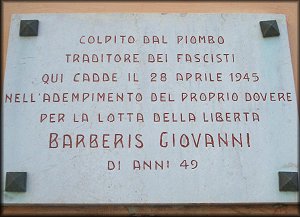 COLPITO DAL PIOMBO
TRADITORE DEI FASCISTI
QUI CADDE IL 28 APRILE 1945
NELL'ADEMPIMENTO DEL PROPRIO DOVERE
PER LA LOTTA DELLA LIBERTA
BARBERIS GIOVANNI
DI ANNI 49